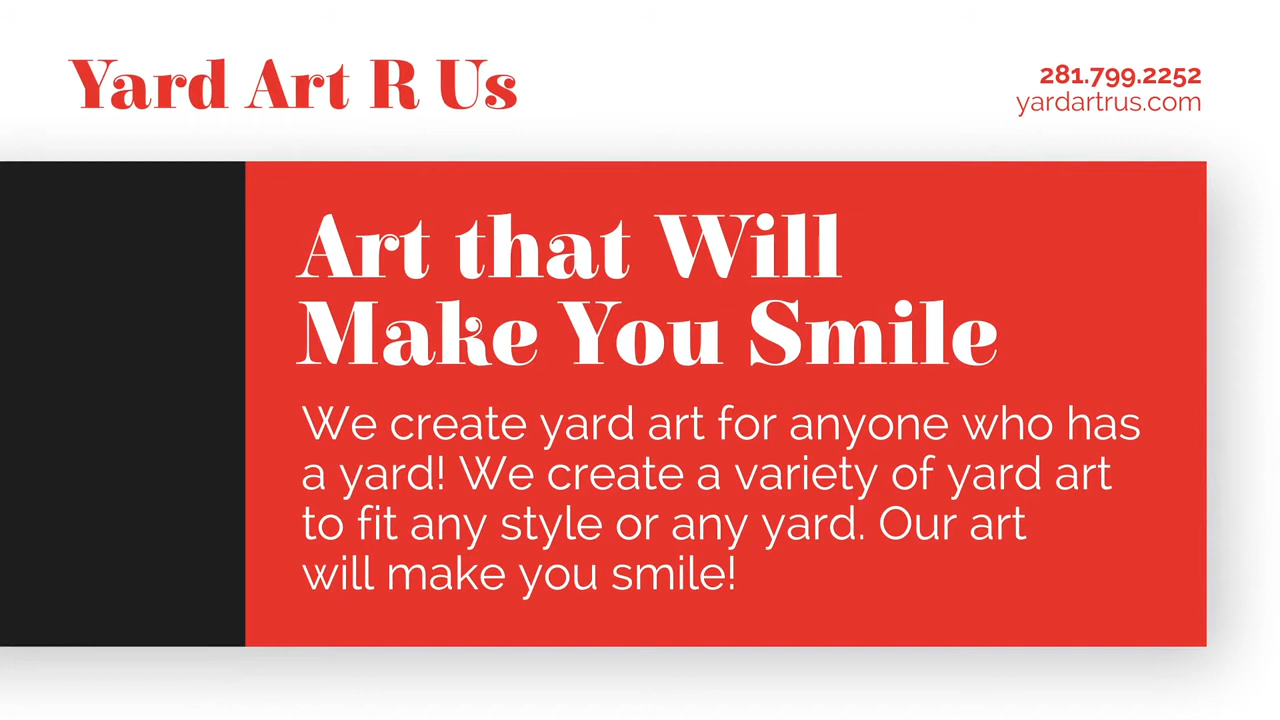 Yard Art R Us
281.799.2252
yardartrus.com
Art that Will
Make You Smile
We create yard art for anyone who has
a yard! We create a variety of yard art
to fit any style or any yard. Our art
will make you smile!